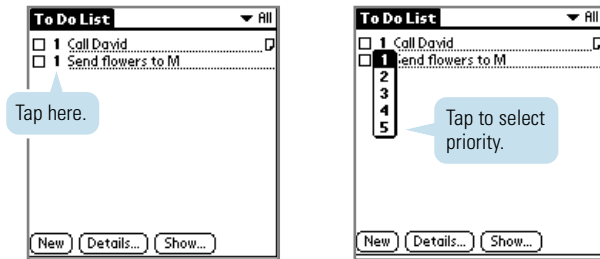 To Do List All
1 Call David
1 Send flowers to M
Tap here.
New Details... Show...
To Do List All
1 Call David
1 end flowers to M
2
3
4
5
Tap to select
priority.
New Details... Show...